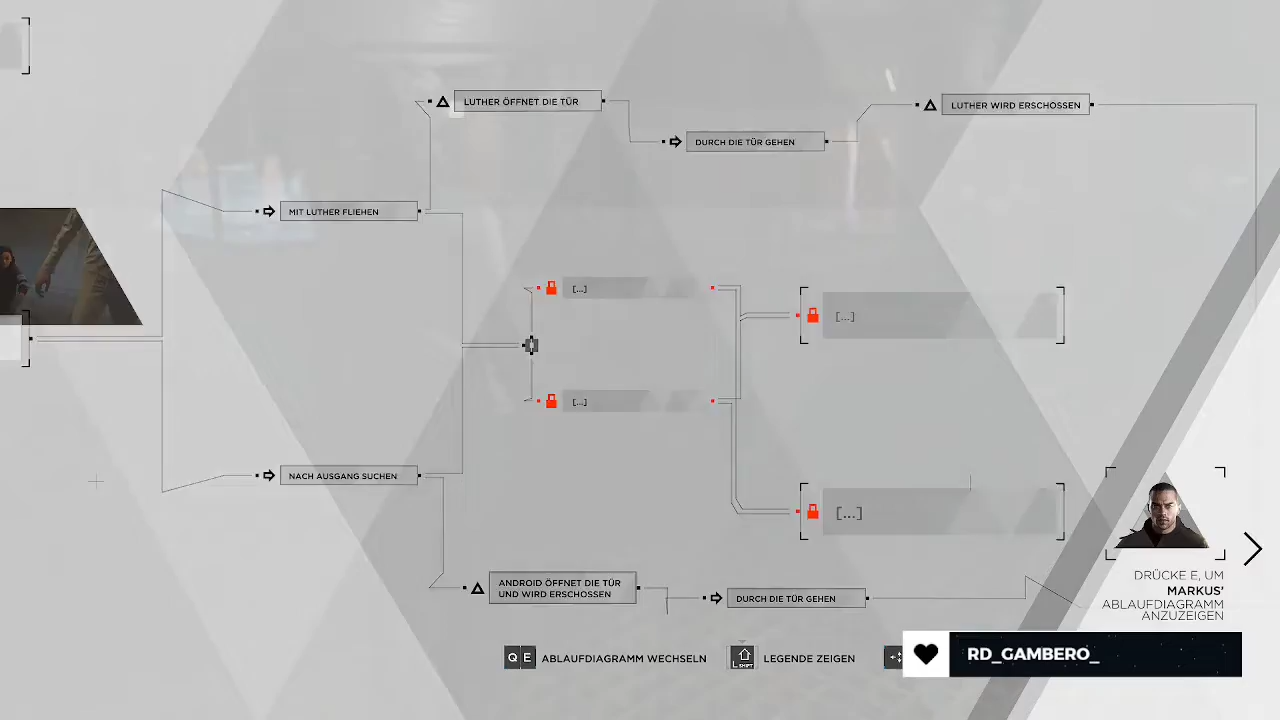 LUTHER ÖFFNET DIE TÜR
LUTHER WIRD ERSCHOSSEN
DURCH DIE TÜR GEHEN
MIT LUTHER FLIEHEN
[...]
[...]
[...]
NACH AUSGANG SUCHEN
[...]
ANDROID ÖFFNET DIE TÜR
UND WIRD ERSCHOSSEN
DURCH DIE TÜR GEHEN
DRÜCKE E, UM
MARKUS'
ABLAUFDIAGRAMM
ANZUZEIGEN
Q E ABLAUFDIAGRAMM WECHSELN
L SHIFT LEGENDE ZEIGEN
RD_GAMBERO_